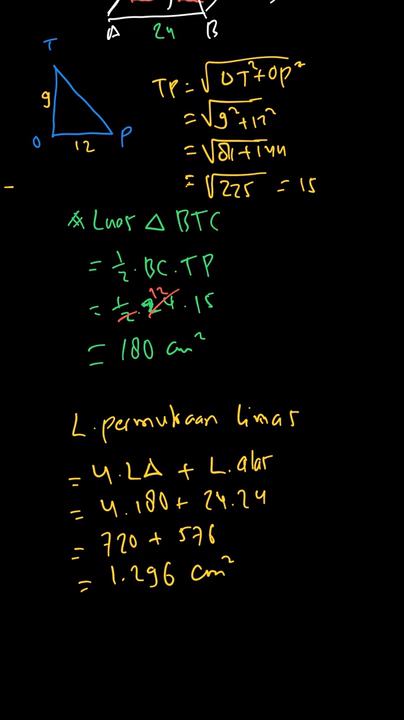 A B
24
T
9
O 12 P
TP = √OT² + OP²
= √9² + 12²
= √81 + 144
= √225 = 15
* Luas △ BTC
= 1/2 . BC . TP
= 1/2 . 24 . 15
12
= 180 cm²
L. permukaan limas
= 4. L△ + L. alas
= 4. 180 + 24. 24
= 720 + 576
= 1.296 cm²